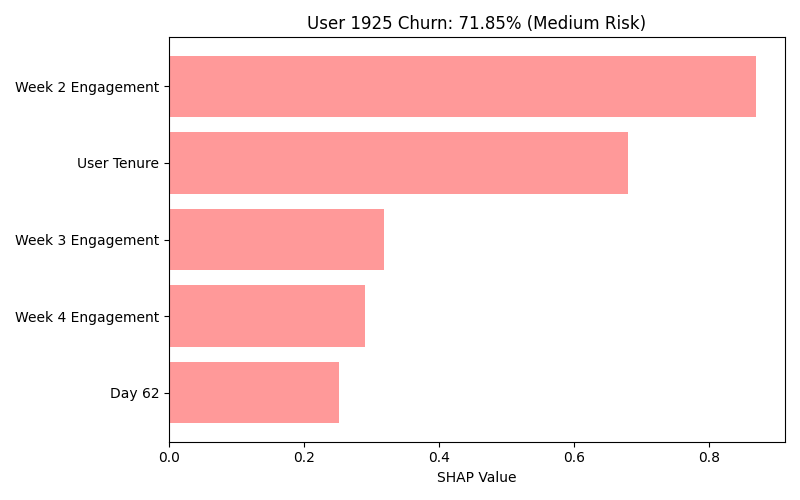 User 1925 Churn: 71.85% (Medium Risk)
Week 2 Engagement
User Tenure
Week 3 Engagement
Week 4 Engagement
Day 62
0.0 0.2 0.4 0.6 0.8
SHAP Value